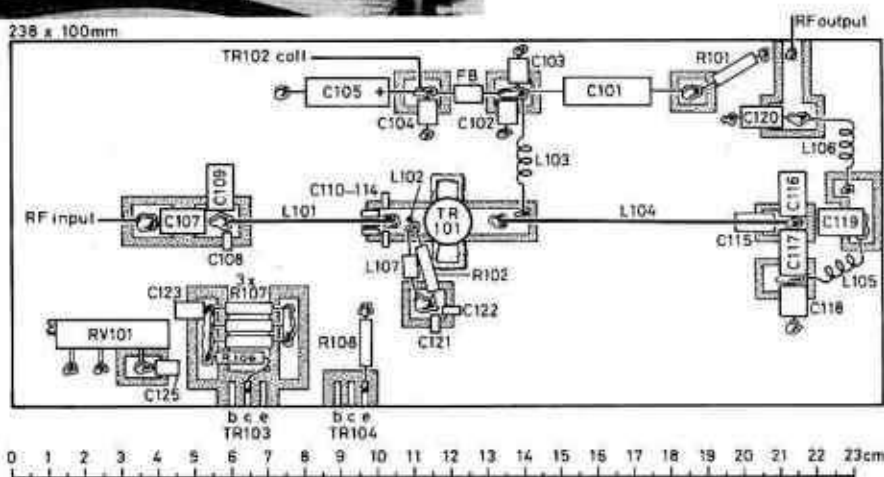 238 x 100mm
RF output
TR102 coll
C103
R101
FB
C105 +
C101
C104
C102
C120
L103
L106
C109
C110–114
L102
C116
RF input
C107
L101
TR
101
L104
C115
C119
C108
C117
L107
R102
L105
3x
R107
C123
C122
C118
RV101
R108
C121
R106
C125
b c e
TR103
b c e
TR104
0 1 2 3 4 5 6 7 8 9 10 11 12 13 14 15 16 17 18 19 20 21 22 23cm